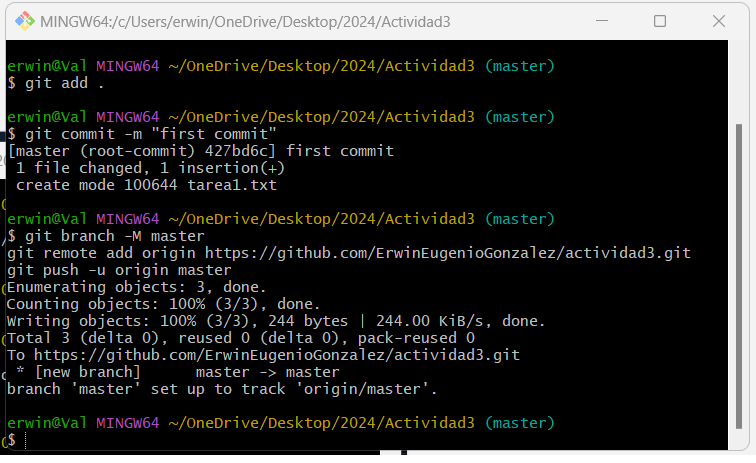 MINGW64:/c/Users/erwin/OneDrive/Desktop/2024/Actividad3
erwin@Val MINGW64 ~/OneDrive/Desktop/2024/Actividad3 (master)
$ git add .
erwin@Val MINGW64 ~/OneDrive/Desktop/2024/Actividad3 (master)
$ git commit -m "first commit"
[master (root-commit) 427bd6c] first commit
 1 file changed, 1 insertion(+)
 create mode 100644 tarea1.txt
erwin@Val MINGW64 ~/OneDrive/Desktop/2024/Actividad3 (master)
$ git branch -M master
git remote add origin https://github.com/ErwinEugenioGonzalez/actividad3.git
git push -u origin master
Enumerating objects: 3, done.
Counting objects: 100% (3/3), done.
Writing objects: 100% (3/3), 244 bytes | 244.00 KiB/s, done.
Total 3 (delta 0), reused 0 (delta 0), pack-reused 0
To https://github.com/ErwinEugenioGonzalez/actividad3.git
 * [new branch]      master -> master
branch 'master' set up to track 'origin/master'.
erwin@Val MINGW64 ~/OneDrive/Desktop/2024/Actividad3 (master)
$